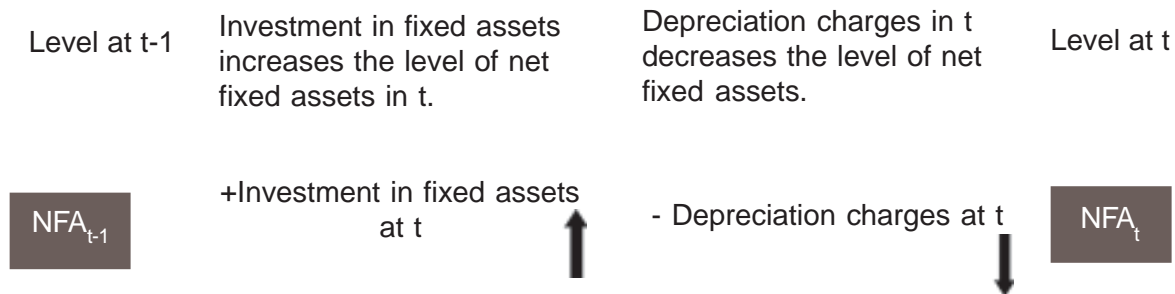 Level at t-1
Investment in fixed assets
increases the level of net
fixed assets in t.
Depreciation charges in t
decreases the level of net
fixed assets.
Level at t
NFAt-1
+Investment in fixed assets
at t
- Depreciation charges at t
NFAt